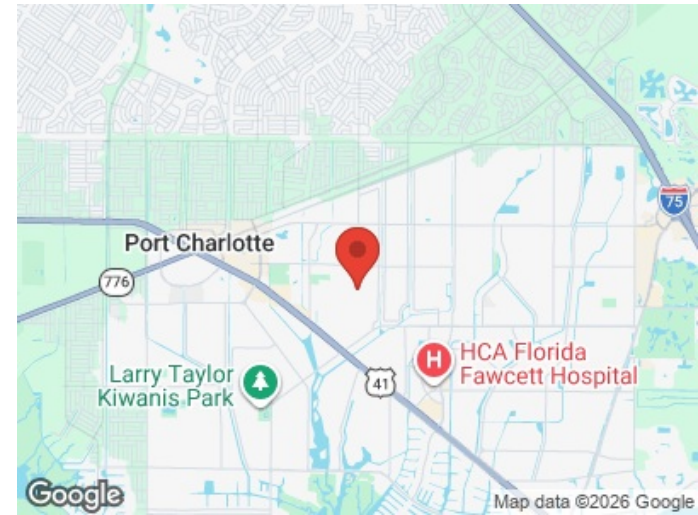 75
Port Charlotte
776
HCA Florida
Fawcett Hospital
Larry Taylor
Kiwanis Park
41
Google
Map data ©2026 Google